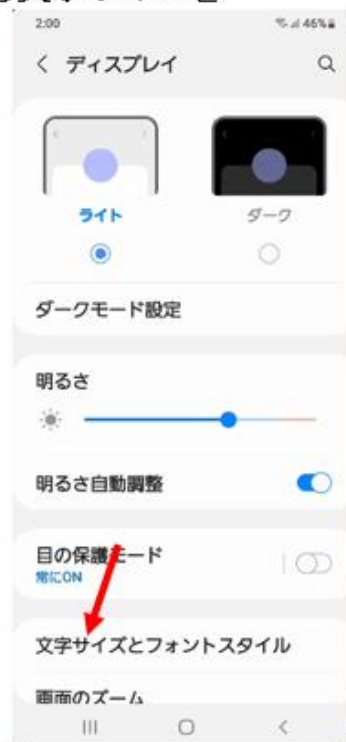 2:00
46%
ディスプレイ
ライト
ダーク
ダークモード設定
明るさ
明るさ自動調整
目の保護モード
常にON
文字サイズとフォントスタイル
画面のズーム